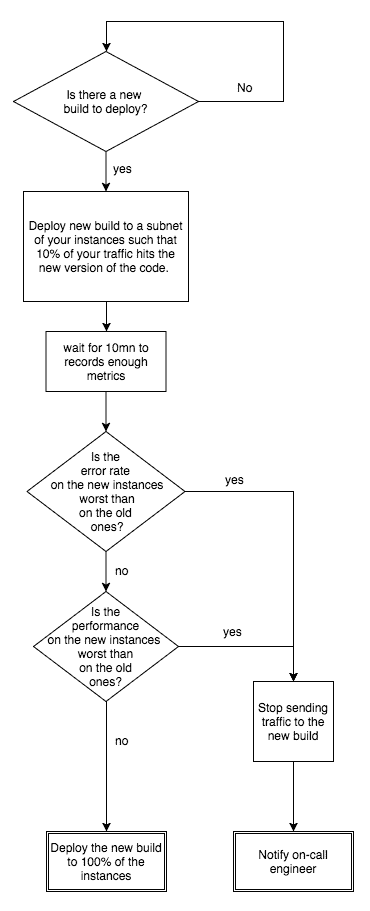 Is there a new
build to deploy?
No
yes
Deploy new build to a subnet
of your instances such that
10% of your traffic hits the
new version of the code.
wait for 10mn to
records enough
metrics
Is the
error rate
on the new instances
worst than
on the old
ones?
yes
no
Is the
performance
on the new instances
worst than
on the old
ones?
yes
Stop sending
traffic to the
new build
no
Deploy the new build
to 100% of the
instances
Notify on-call
engineer